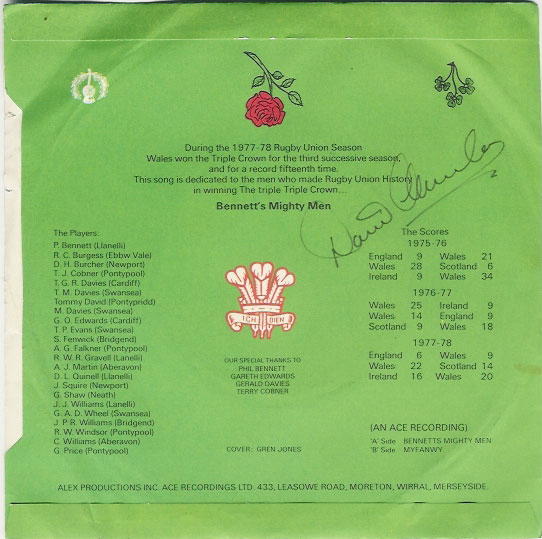 During the 1977-78 Rugby Union Season
Wales won the Triple Crown for the third successive season,
and for a record fifteenth time.
This song is dedicated to the men who made Rugby Union History
in winning The triple Triple Crown...
Bennett's Mighty Men
The Players:
P. Bennett (Llanelli)
R. C. Burgess (Ebbw Vale)
D. H. Burcher (Newport)
T. J. Cobner (Pontypool)
T. G. R. Davies (Cardiff)
T. M. Davies (Swansea)
Tommy David (Pontypridd)
M. Davies (Swansea)
G. O. Edwards (Cardiff)
T. P. Evans (Swansea)
S. Fenwick (Bridgend)
A. G. Falkner (Pontypool)
R. W. R. Gravell (Llanelli)
A. J. Martin (Aberavon)
D. L. Quinell (Llanelli)
J. Squire (Newport)
G. Shaw (Neath)
J. J. Williams (Lanelli)
G. A. D. Wheel (Swansea)
J. P. R. Williams (Bridgend)
R. W. Windsor (Pontypool)
C. Williams (Aberavon)
G. Price (Pontypool)
ICH DIEN
OUR SPECIAL THANKS TO
PHIL BENNETT
GARETH EDWARDS
GERALD DAVIES
TERRY COBNER
COVER: GREN JONES
The Scores
1975-76
England 9 Wales 21
Wales 28 Scotland 6
Ireland 9 Wales 34
1976-77
Wales 25 Ireland 9
Wales 14 England 9
Scotland 9 Wales 18
1977-78
England 6 Wales 9
Wales 22 Scotland 14
Ireland 16 Wales 20
(AN ACE RECORDING)
'A' Side BENNETTS MIGHTY MEN
'B' Side MYFANWY
ALEX PRODUCTIONS INC. ACE RECORDINGS LTD. 433, LEASOWE ROAD, MORETON, WIRRAL, MERSEYSIDE.